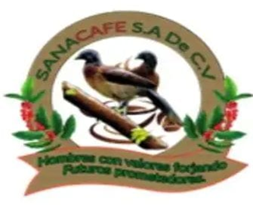 SANACAFE S.A De C.V
Hombres con valores forjando
Futuros prometedores.